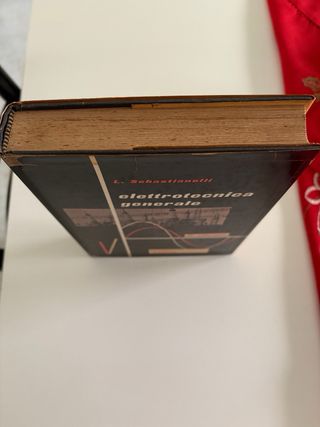 L. Sebastianelli
elettrotecnica
generale
V